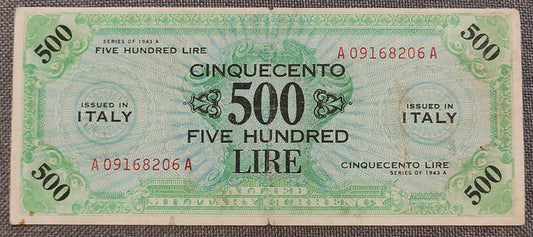 500
SERIES OF 1943 A
FIVE HUNDRED LIRE
A 09168206 A
500
CINQUECENTO
ISSUED IN
ITALY
500
ISSUED IN
ITALY
FIVE HUNDRED
A 09168206 A
LIRE
CINQUECENTO LIRE
SERIES OF 1943 A
500
500